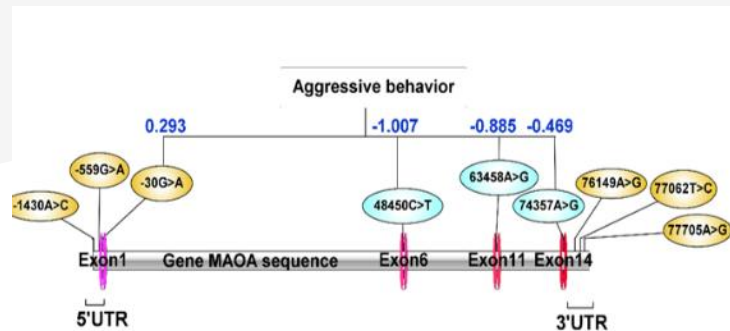 Aggressive behavior
0.293
-1.007
-0.885
-0.469
-559G>A
-30G>A
63458A>G
76149A>G
77062T>C
-1430A>C
48450C>T
74357A>G
77705A>G
Exon1
Gene MAOA sequence
Exon6
Exon11
Exon14
5'UTR
3'UTR